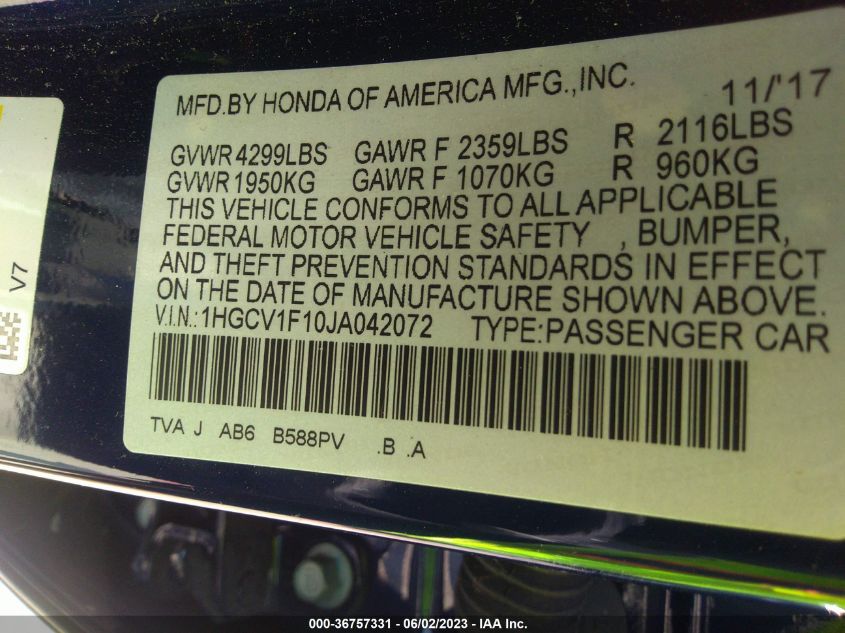 MFD.BY HONDA OF AMERICA MFG.,INC. 11/'17
GVWR 4299LBS GAWR F 2359LBS R 2116LBS
GVWR 1950KG GAWR F 1070KG R 960KG
THIS VEHICLE CONFORMS TO ALL APPLICABLE
FEDERAL MOTOR VEHICLE SAFETY , BUMPER,
AND THEFT PREVENTION STANDARDS IN EFFECT
ON THE DATE OF MANUFACTURE SHOWN ABOVE.
V.I.N.:1HGCV1F10JA042072 TYPE:PASSENGER CAR
TVA J AB6 B588PV .B .A
V7
000-36757331 - 06/02/2023 - IAA Inc.